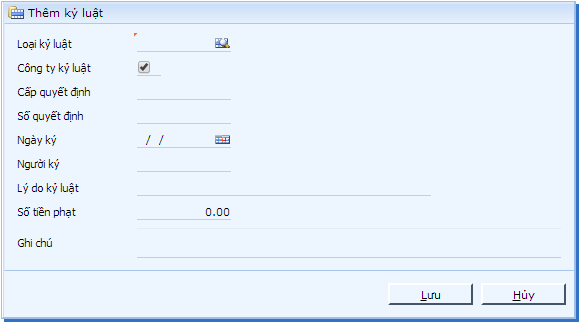 Thêm kỷ luật
Loại kỷ luật
Công ty kỷ luật
Cấp quyết định
Số quyết định
Ngày ký / /
Người ký
Lý do kỷ luật
Số tiền phạt 0.00
Ghi chú
Lưu Hủy